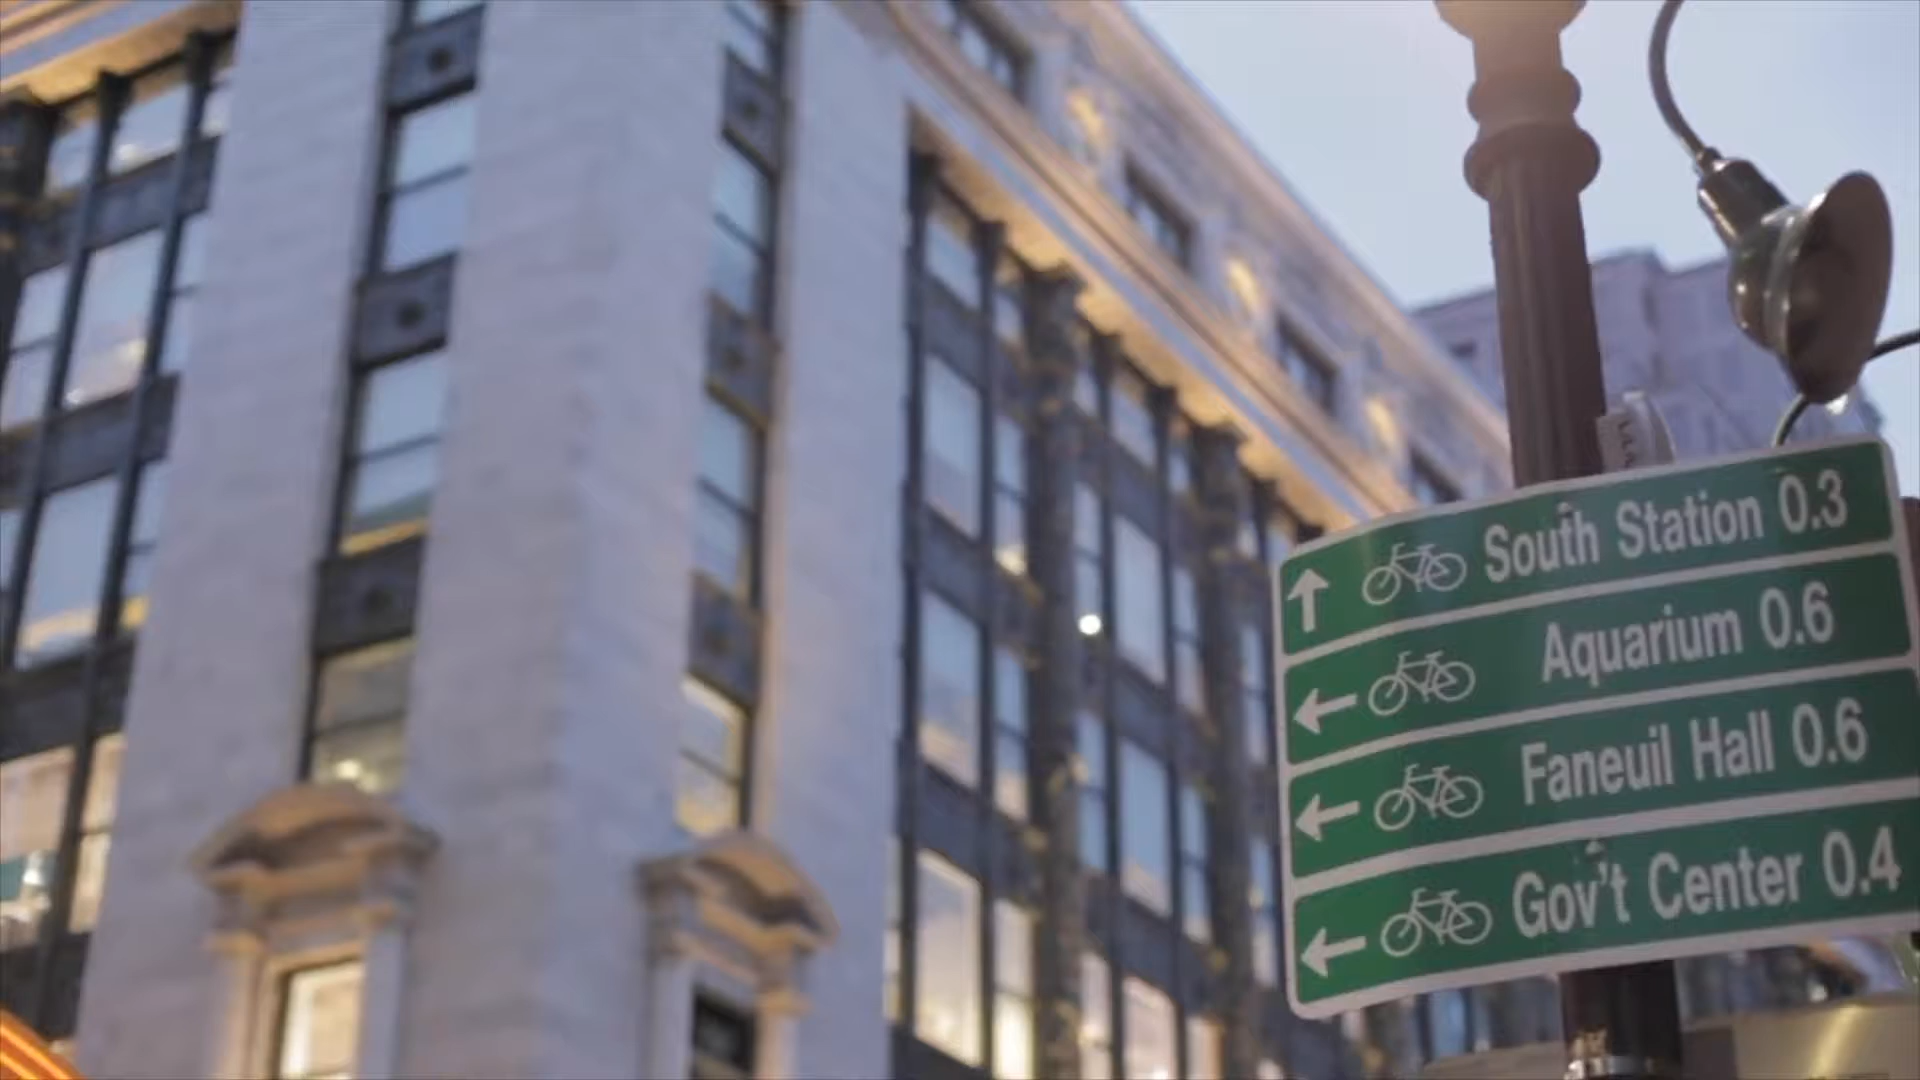 South Station 0.3
Aquarium 0.6
Faneuil Hall 0.6
Gov't Center 0.4